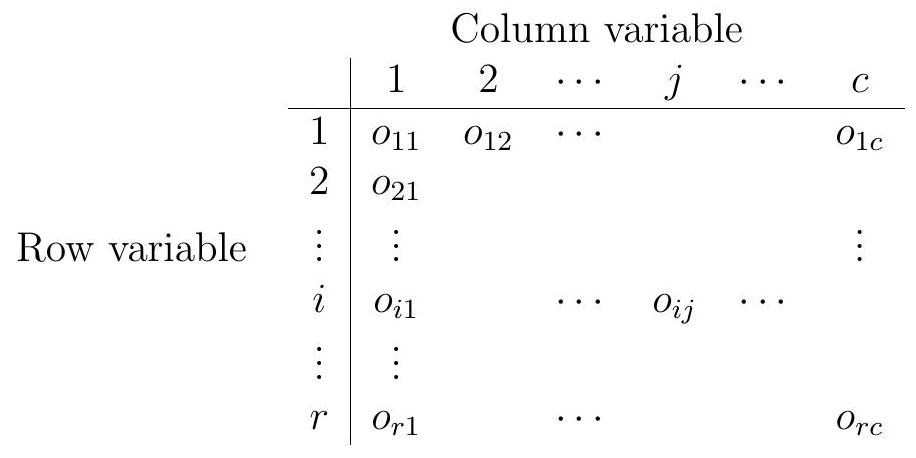 Column variable
1 2 ⋯ j ⋯ c
1 o₁₁ o₁₂ ⋯ o₁c
2 o₂₁
Row variable ⋮ ⋮ ⋮
i oᵢ₁ ⋯ oᵢⱼ ⋯
⋮ ⋮
r oᵣ₁ ⋯ oᵣc